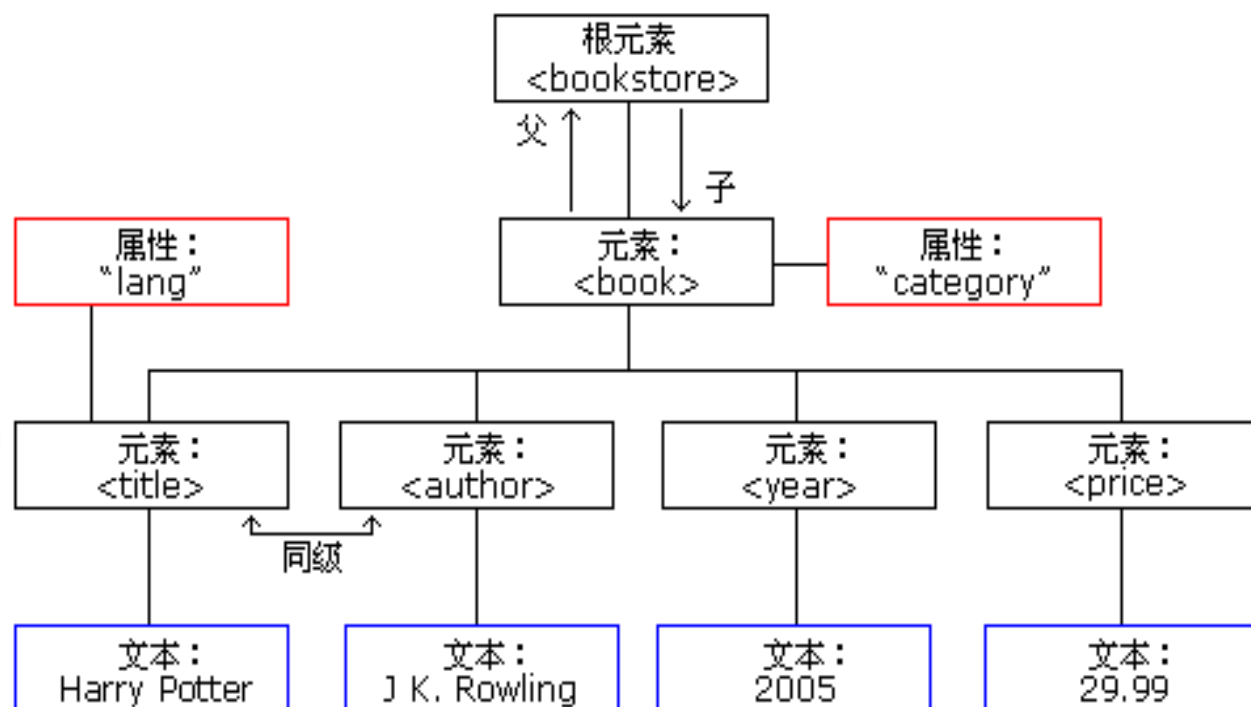 根元素
<bookstore>
父
子
属性：
“lang”
元素：
<book>
属性：
“category”
元素：
<title>
元素：
<author>
元素：
<year>
元素：
<price>
同级
文本：
Harry Potter
文本：
J K. Rowling
文本：
2005
文本：
29.99